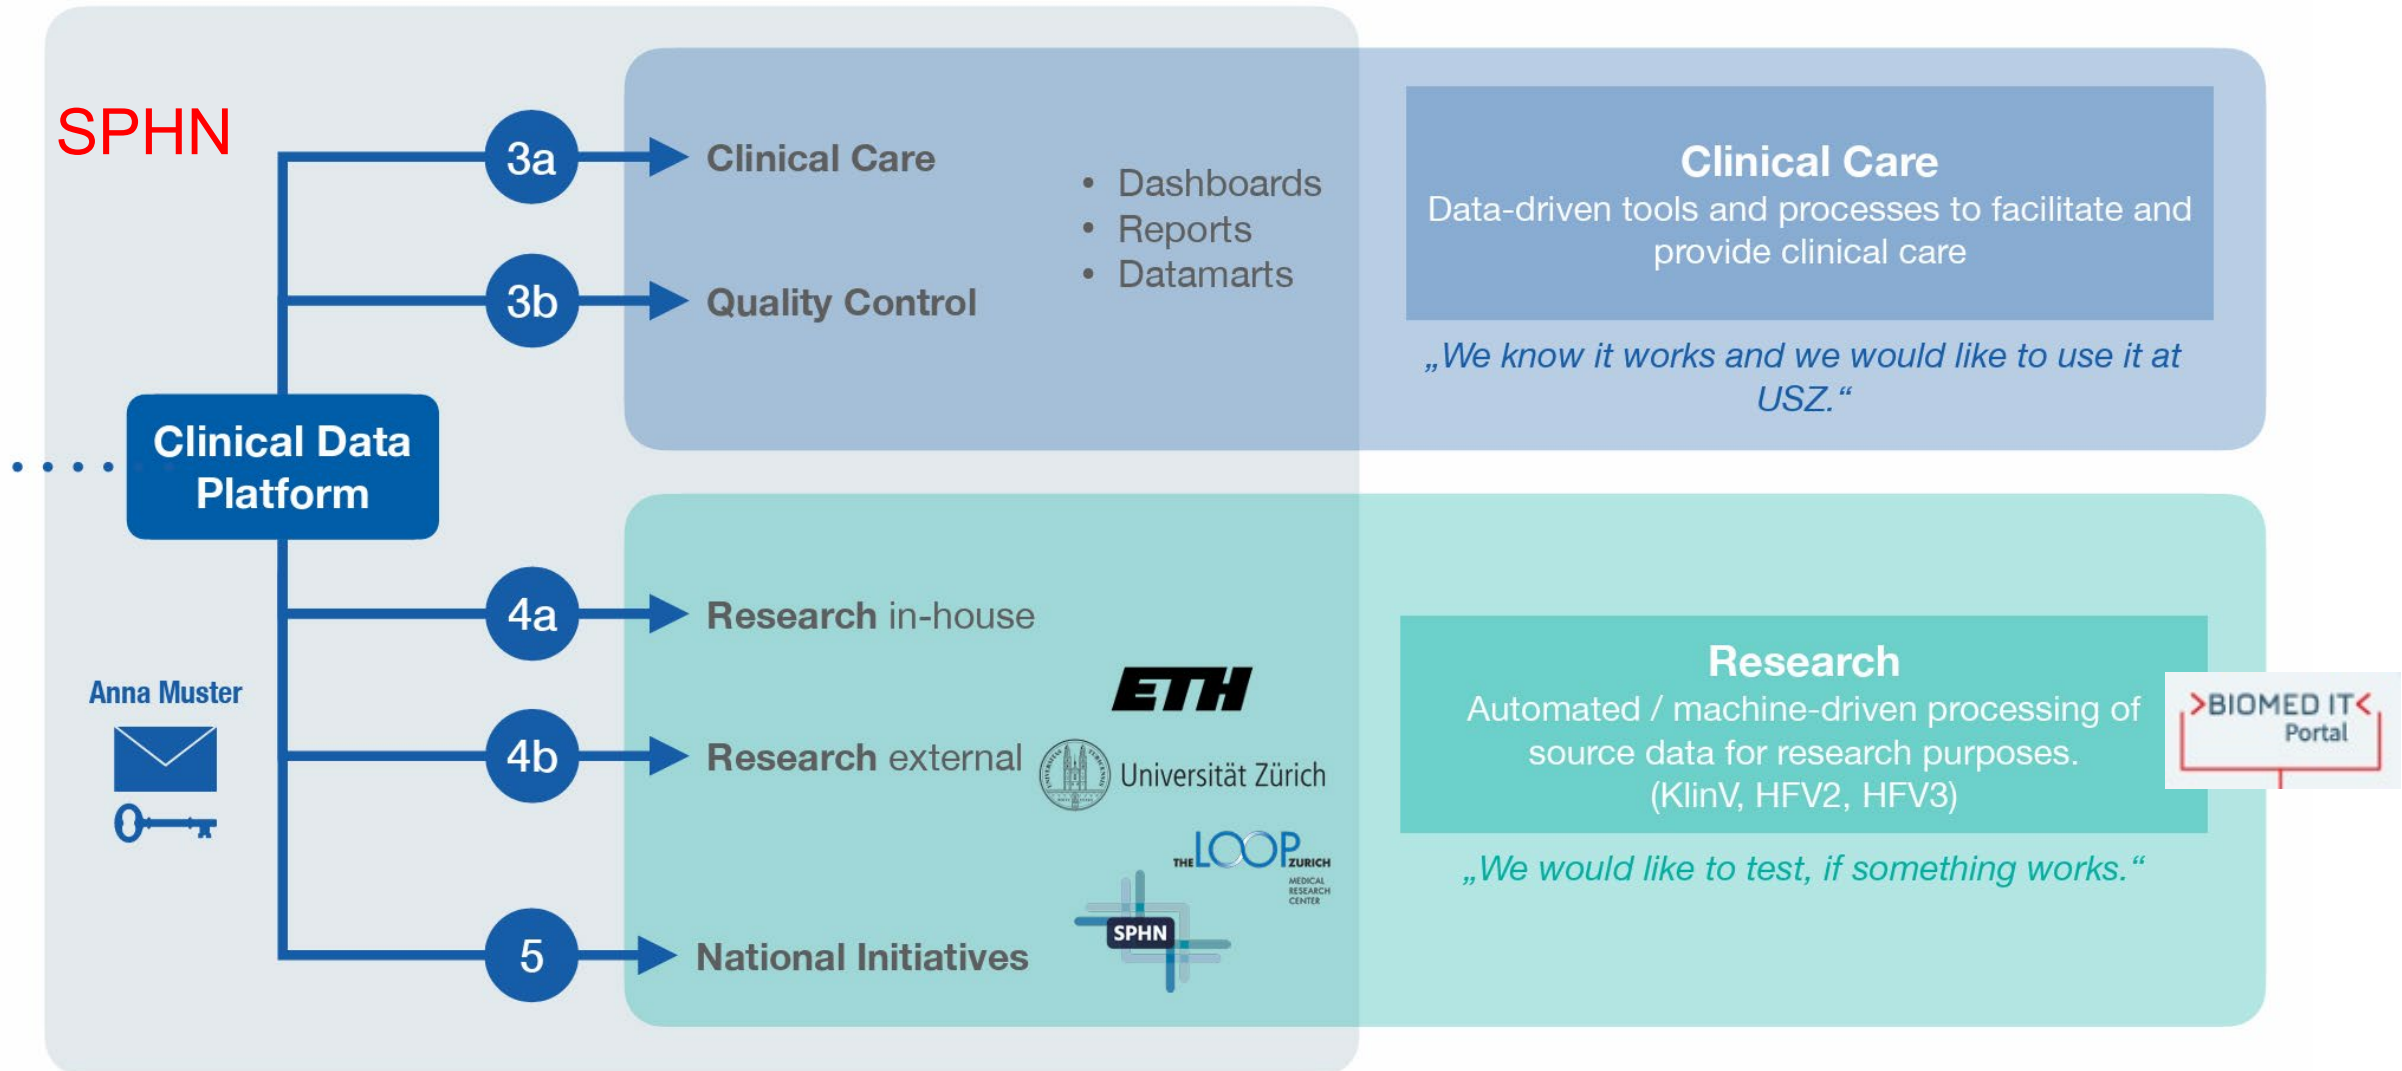 SPHN
3a
Clinical Care
• Dashboards
• Reports
• Datamarts
3b
Quality Control
Clinical Care
Data-driven tools and processes to facilitate and
provide clinical care
„We know it works and we would like to use it at
USZ.“
Clinical Data
Platform
4a
Research in-house
Anna Muster
ETH
4b
Research external
Universität Zürich
THE LOOP ZURICH
MEDICAL
RESEARCH
CENTER
5
National Initiatives
SPHN
Research
Automated / machine-driven processing of
source data for research purposes.
(KlinV, HFV2, HFV3)
„We would like to test, if something works.“
>BIOMED IT<
Portal